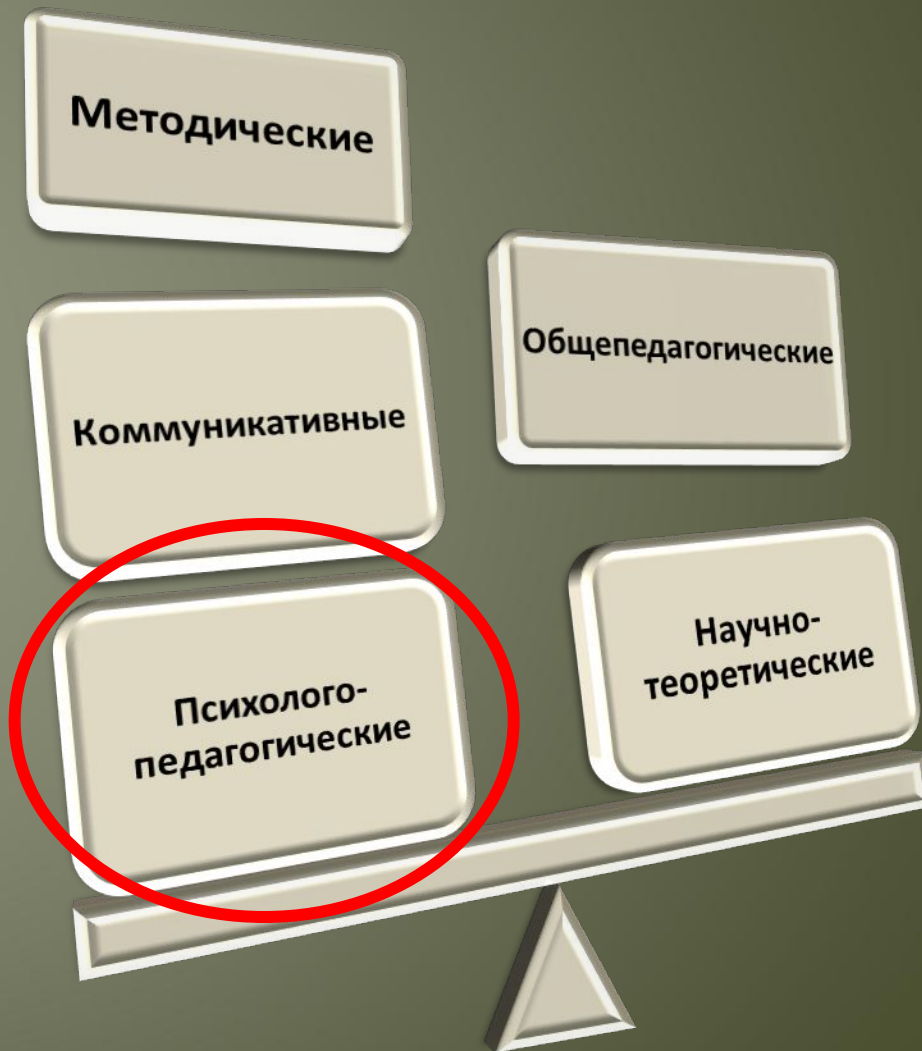 Методические
Коммуникативные
Психолого-
педагогические
Общепедагогические
Научно-
теоретические